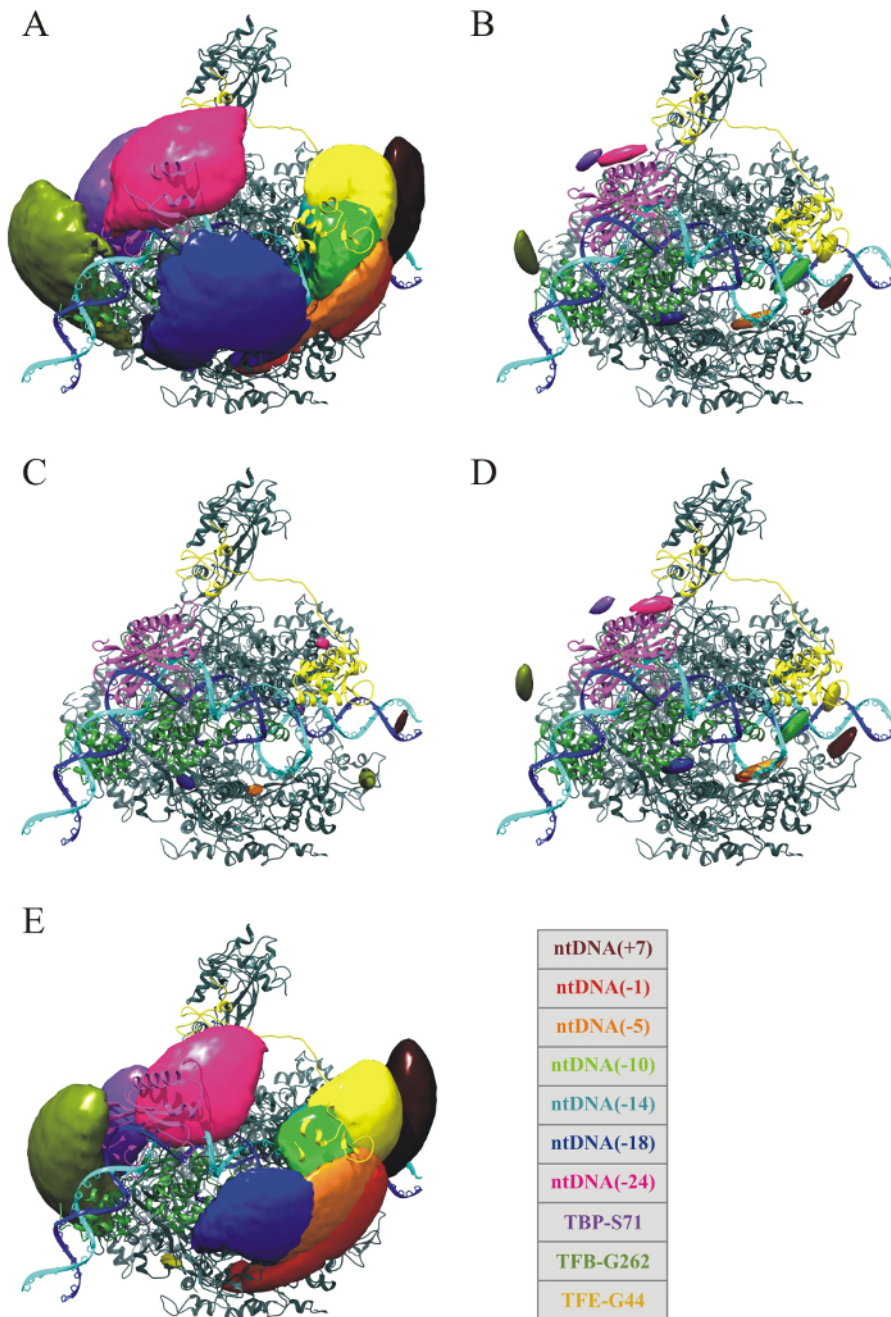 A
B
C
D
E
ntDNA(+7)
ntDNA(-1)
ntDNA(-5)
ntDNA(-10)
ntDNA(-14)
ntDNA(-18)
ntDNA(-24)
TBP-S71
TFB-G262
TFE-G44